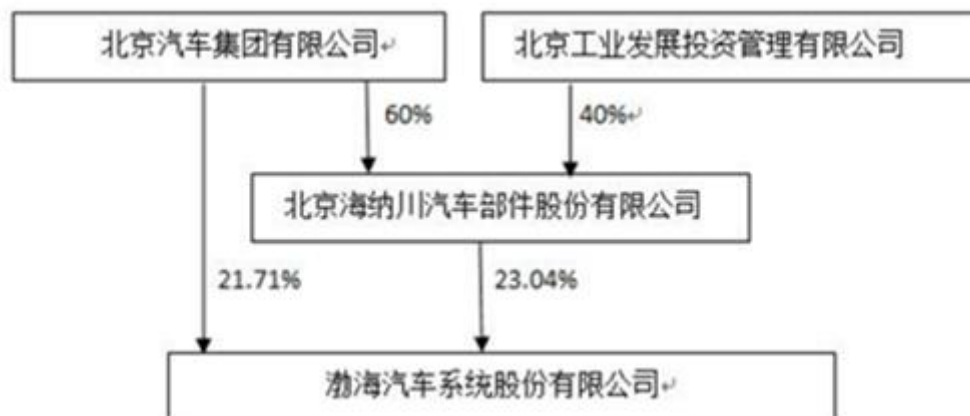 北京汽车集团有限公司
北京工业发展投资管理有限公司
60%
40%
北京海纳川汽车部件股份有限公司
21.71%
23.04%
渤海汽车系统股份有限公司